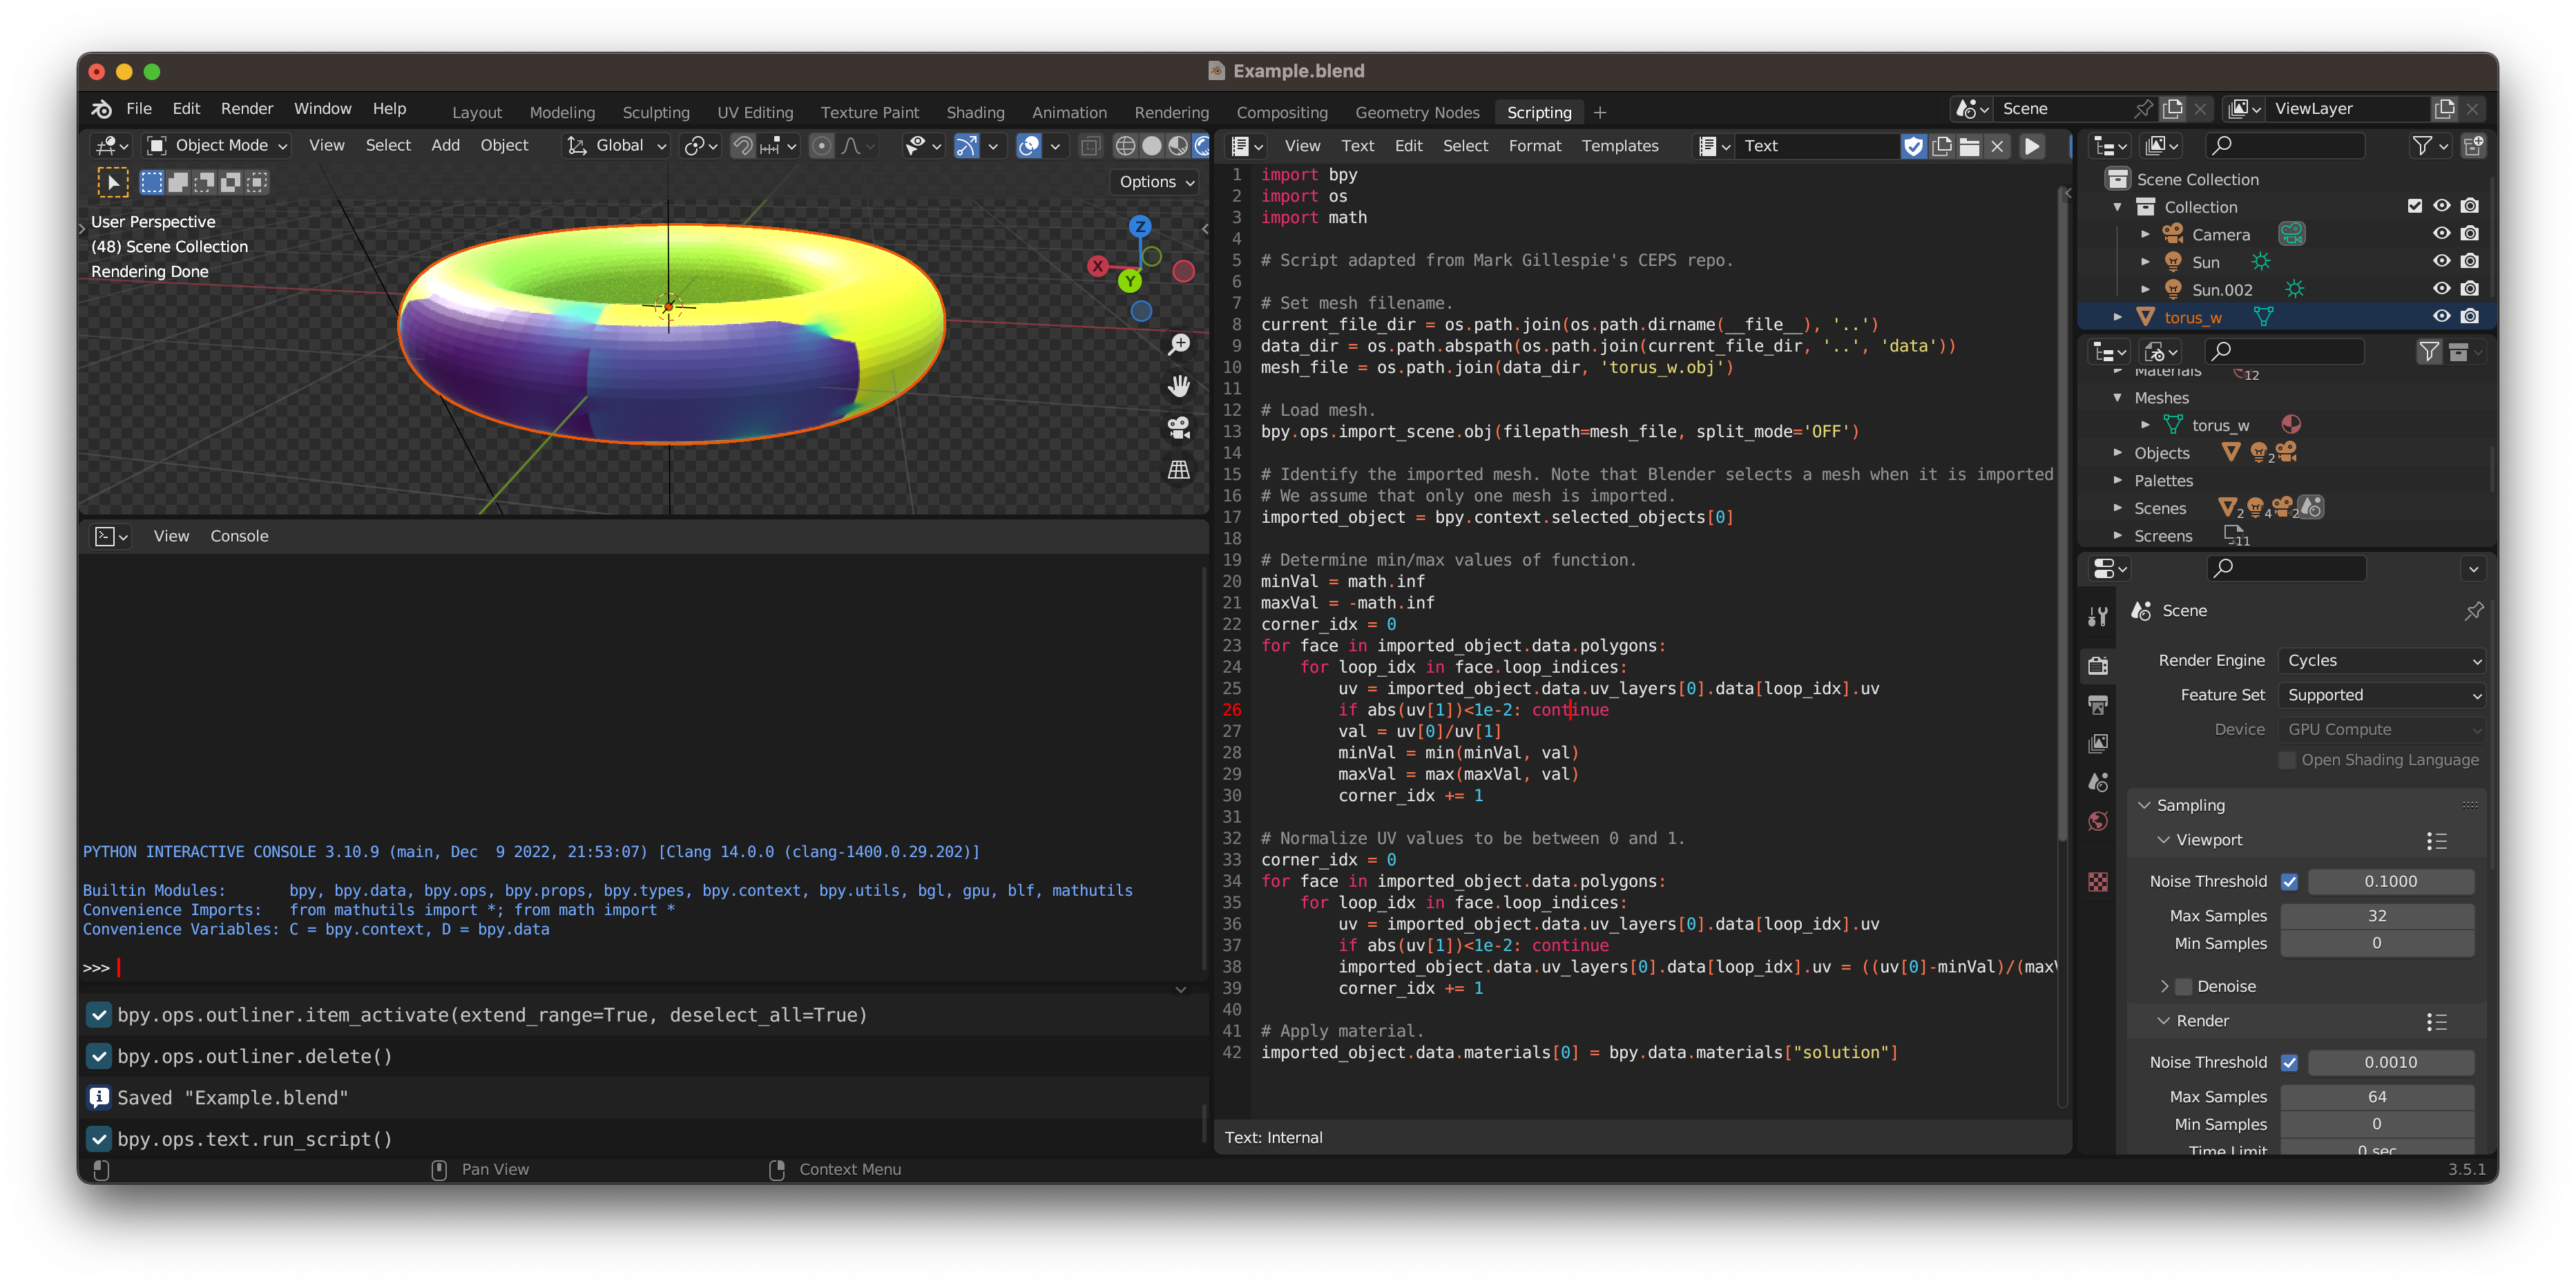 Example.blend
File Edit Render Window Help Layout Modeling Sculpting UV Editing Texture Paint Shading Animation Rendering Compositing Geometry Nodes Scripting + Scene ViewLayer
Object Mode View Select Add Object Global
Options
User Perspective
(48) Scene Collection
Rendering Done
Z
X
Y
View Console
PYTHON INTERACTIVE CONSOLE 3.10.9 (main, Dec  9 2022, 21:53:07) [Clang 14.0.0 (clang-1400.0.29.202)]
Builtin Modules:       bpy, bpy.data, bpy.ops, bpy.props, bpy.types, bpy.context, bpy.utils, bgl, gpu, blf, mathutils
Convenience Imports:   from mathutils import *; from math import *
Convenience Variables: C = bpy.context, D = bpy.data
>>>
bpy.ops.outliner.item_activate(extend_range=True, deselect_all=True)
bpy.ops.outliner.delete()
Saved "Example.blend"
bpy.ops.text.run_script()
View Text Edit Select Format Templates Text
1 import bpy
2 import os
3 import math
4
5 # Script adapted from Mark Gillespie's CEPS repo.
6
7 # Set mesh filename.
8 current_file_dir = os.path.join(os.path.dirname(__file__), '..')
9 data_dir = os.path.abspath(os.path.join(current_file_dir, '..', 'data'))
10 mesh_file = os.path.join(data_dir, 'torus_w.obj')
11
12 # Load mesh.
13 bpy.ops.import_scene.obj(filepath=mesh_file, split_mode='OFF')
14
15 # Identify the imported mesh. Note that Blender selects a mesh when it is imported
16 # We assume that only one mesh is imported.
17 imported_object = bpy.context.selected_objects[0]
18
19 # Determine min/max values of function.
20 minVal = math.inf
21 maxVal = -math.inf
22 corner_idx = 0
23 for face in imported_object.data.polygons:
24     for loop_idx in face.loop_indices:
25         uv = imported_object.data.uv_layers[0].data[loop_idx].uv
26         if abs(uv[1])<1e-2: continue
27         val = uv[0]/uv[1]
28         minVal = min(minVal, val)
29         maxVal = max(maxVal, val)
30         corner_idx += 1
31
32 # Normalize UV values to be between 0 and 1.
33 corner_idx = 0
34 for face in imported_object.data.polygons:
35     for loop_idx in face.loop_indices:
36         uv = imported_object.data.uv_layers[0].data[loop_idx].uv
37         if abs(uv[1])<1e-2: continue
38         imported_object.data.uv_layers[0].data[loop_idx].uv = ((uv[0]-minVal)/(max
39         corner_idx += 1
40
41 # Apply material.
42 imported_object.data.materials[0] = bpy.data.materials["solution"]
Text: Internal
Scene Collection
Collection
Camera
Sun
Sun.002
torus_w
Materials 12
Meshes
torus_w
Objects 2
Palettes
Scenes 2 4 2
Screens 11
Scene
Render Engine Cycles
Feature Set Supported
Device GPU Compute
Open Shading Language
Sampling
Viewport
Noise Threshold 0.1000
Max Samples 32
Min Samples 0
Denoise
Render
Noise Threshold 0.0010
Max Samples 64
Min Samples 0
Time Limit 0 sec
Pan View Context Menu 3.5.1